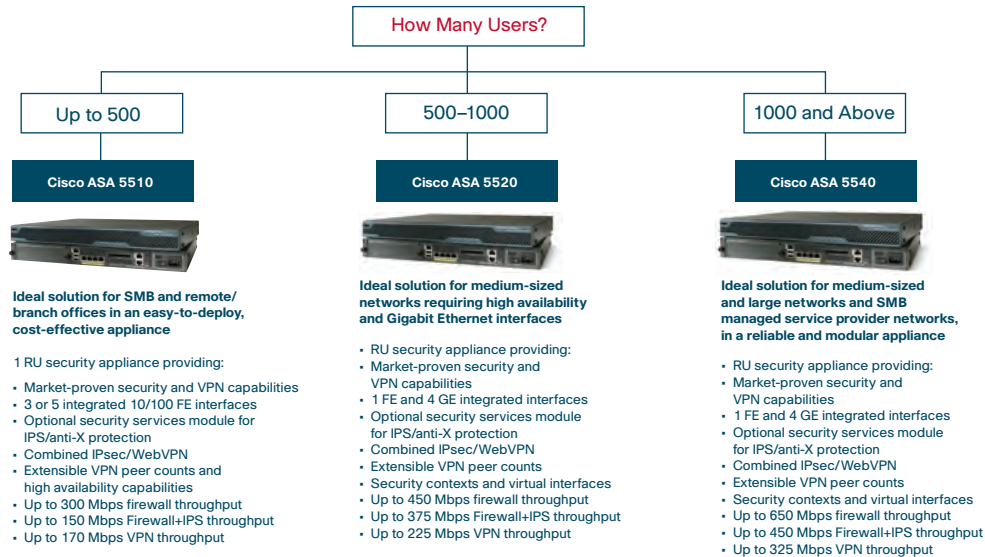 How Many Users?
Up to 500
500–1000
1000 and Above
Cisco ASA 5510
Cisco ASA 5520
Cisco ASA 5540
Ideal solution for SMB and remote/
branch offices in an easy-to-deploy,
cost-effective appliance
1 RU security appliance providing:
• Market-proven security and VPN capabilities
• 3 or 5 integrated 10/100 FE interfaces
• Optional security services module for
IPS/anti-X protection
• Combined IPsec/WebVPN
• Extensible VPN peer counts and
high availability capabilities
• Up to 300 Mbps firewall throughput
• Up to 150 Mbps Firewall+IPS throughput
• Up to 170 Mbps VPN throughput
Ideal solution for medium-sized
networks requiring high availability
and Gigabit Ethernet interfaces
• RU security appliance providing:
• Market-proven security and
VPN capabilities
• 1 FE and 4 GE integrated interfaces
• Optional security services module
for IPS/anti-X protection
• Combined IPsec/WebVPN
• Extensible VPN peer counts
• Security contexts and virtual interfaces
• Up to 450 Mbps firewall throughput
• Up to 375 Mbps Firewall+IPS throughput
• Up to 225 Mbps VPN throughput
Ideal solution for medium-sized
and large networks and SMB
managed service provider networks,
in a reliable and modular appliance
• RU security appliance providing:
• Market-proven security and
VPN capabilities
• 1 FE and 4 GE integrated interfaces
• Optional security services module
for IPS/anti-X protection
• Combined IPsec/WebVPN
• Extensible VPN peer counts
• Security contexts and virtual interfaces
• Up to 650 Mbps firewall throughput
• Up to 450 Mbps Firewall+IPS throughput
• Up to 325 Mbps VPN throughput